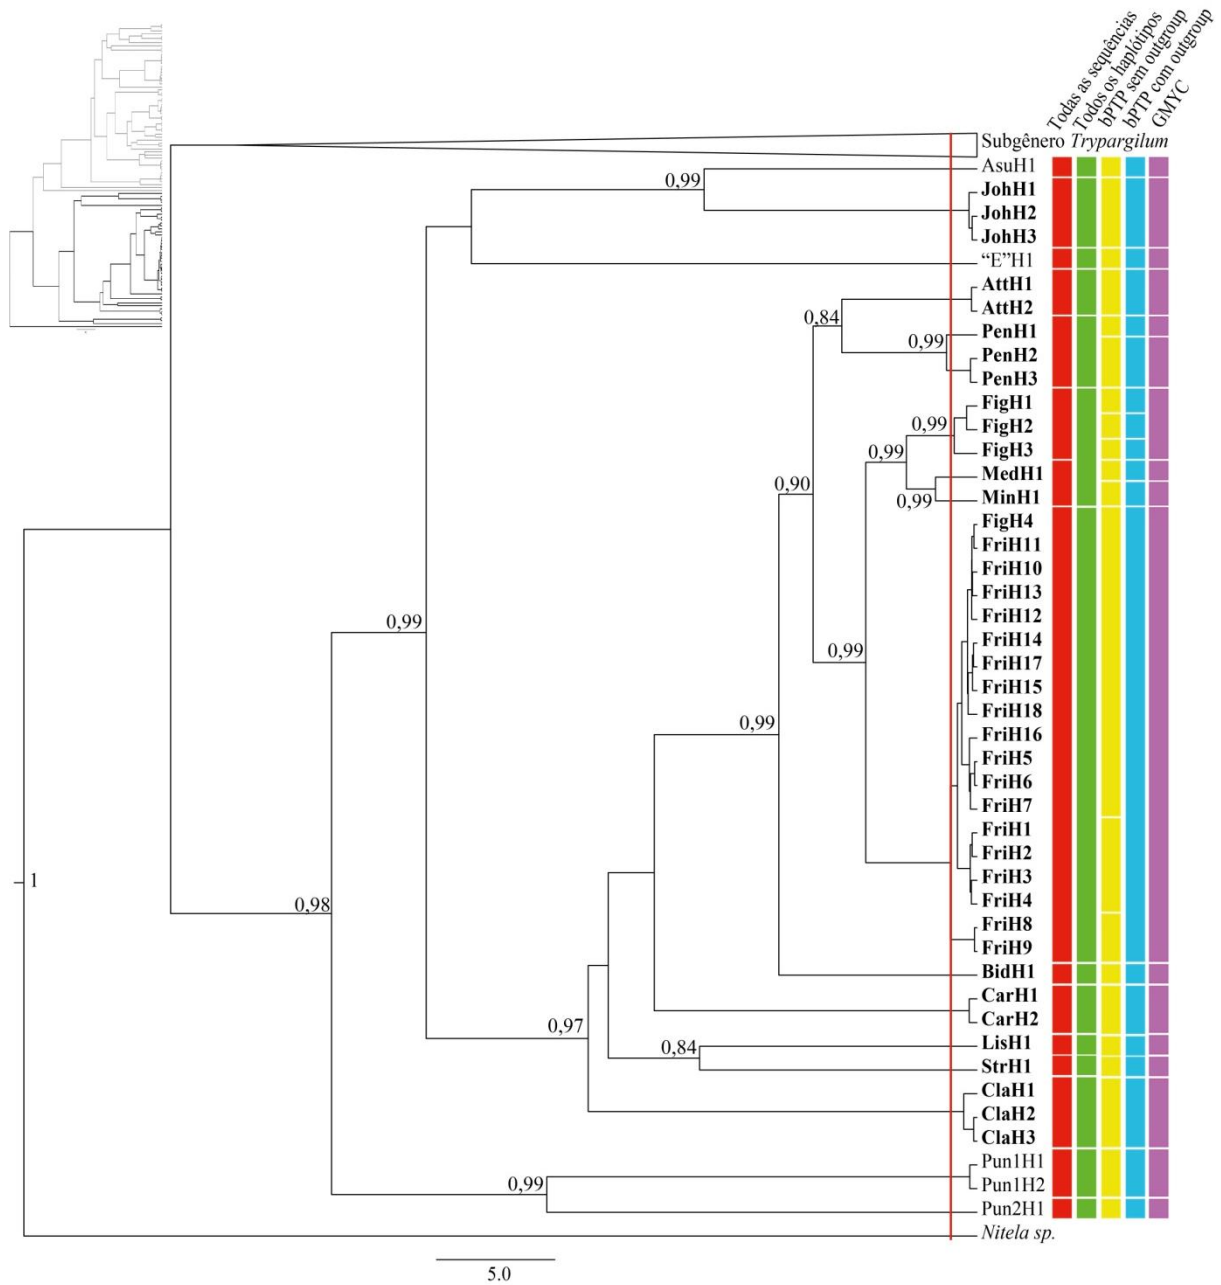 Todas as sequências
Todos os haplótipos
bPTP sem outgroup
bPTP com outgroup
GMYC
Subgênero Trypargilum
AsuH1
0,99
JohH1
JohH2
JohH3
“E”H1
AttH1
AttH2
0,84
PenH1
0,99
PenH2
PenH3
FigH1
0,99
FigH2
FigH3
0,99
MedH1
0,90
MinH1
0,99
FigH4
FriH11
FriH10
FriH13
FriH12
0,99
FriH14
0,99
FriH17
FriH15
FriH18
0,99
FriH16
FriH5
FriH6
FriH7
FriH1
FriH2
1
FriH3
FriH4
0,98
FriH8
FriH9
BidH1
CarH1
CarH2
0,97
LisH1
0,84
StrH1
ClaH1
ClaH2
ClaH3
Pun1H1
Pun1H2
0,99
Pun2H1
Nitela sp.
5.0